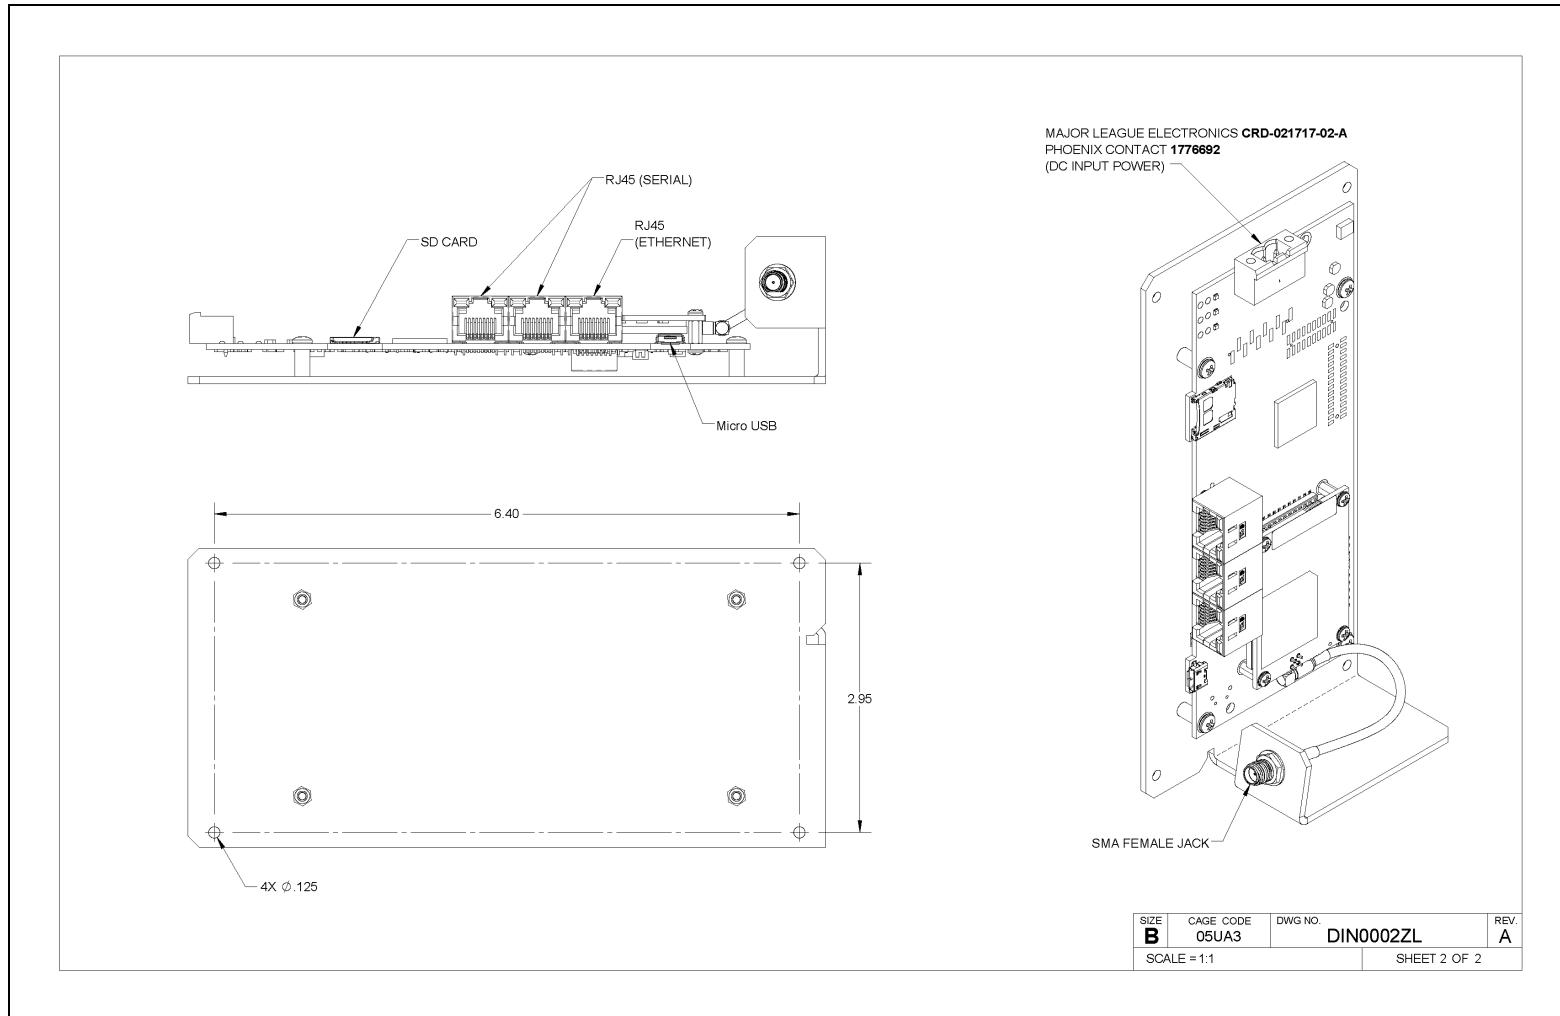 MAJOR LEAGUE ELECTRONICS CRD-021717-02-A
PHOENIX CONTACT 1776692
(DC INPUT POWER)
RJ45 (SERIAL)
RJ45
(ETHERNET)
SD CARD
Micro USB
6.40
2.95
4X ∅.125
SMA FEMALE JACK
SIZE
B
CAGE CODE
05UA3
DWG NO.
DIN0002ZL
REV.
A
SCALE = 1:1
SHEET 2 OF 2